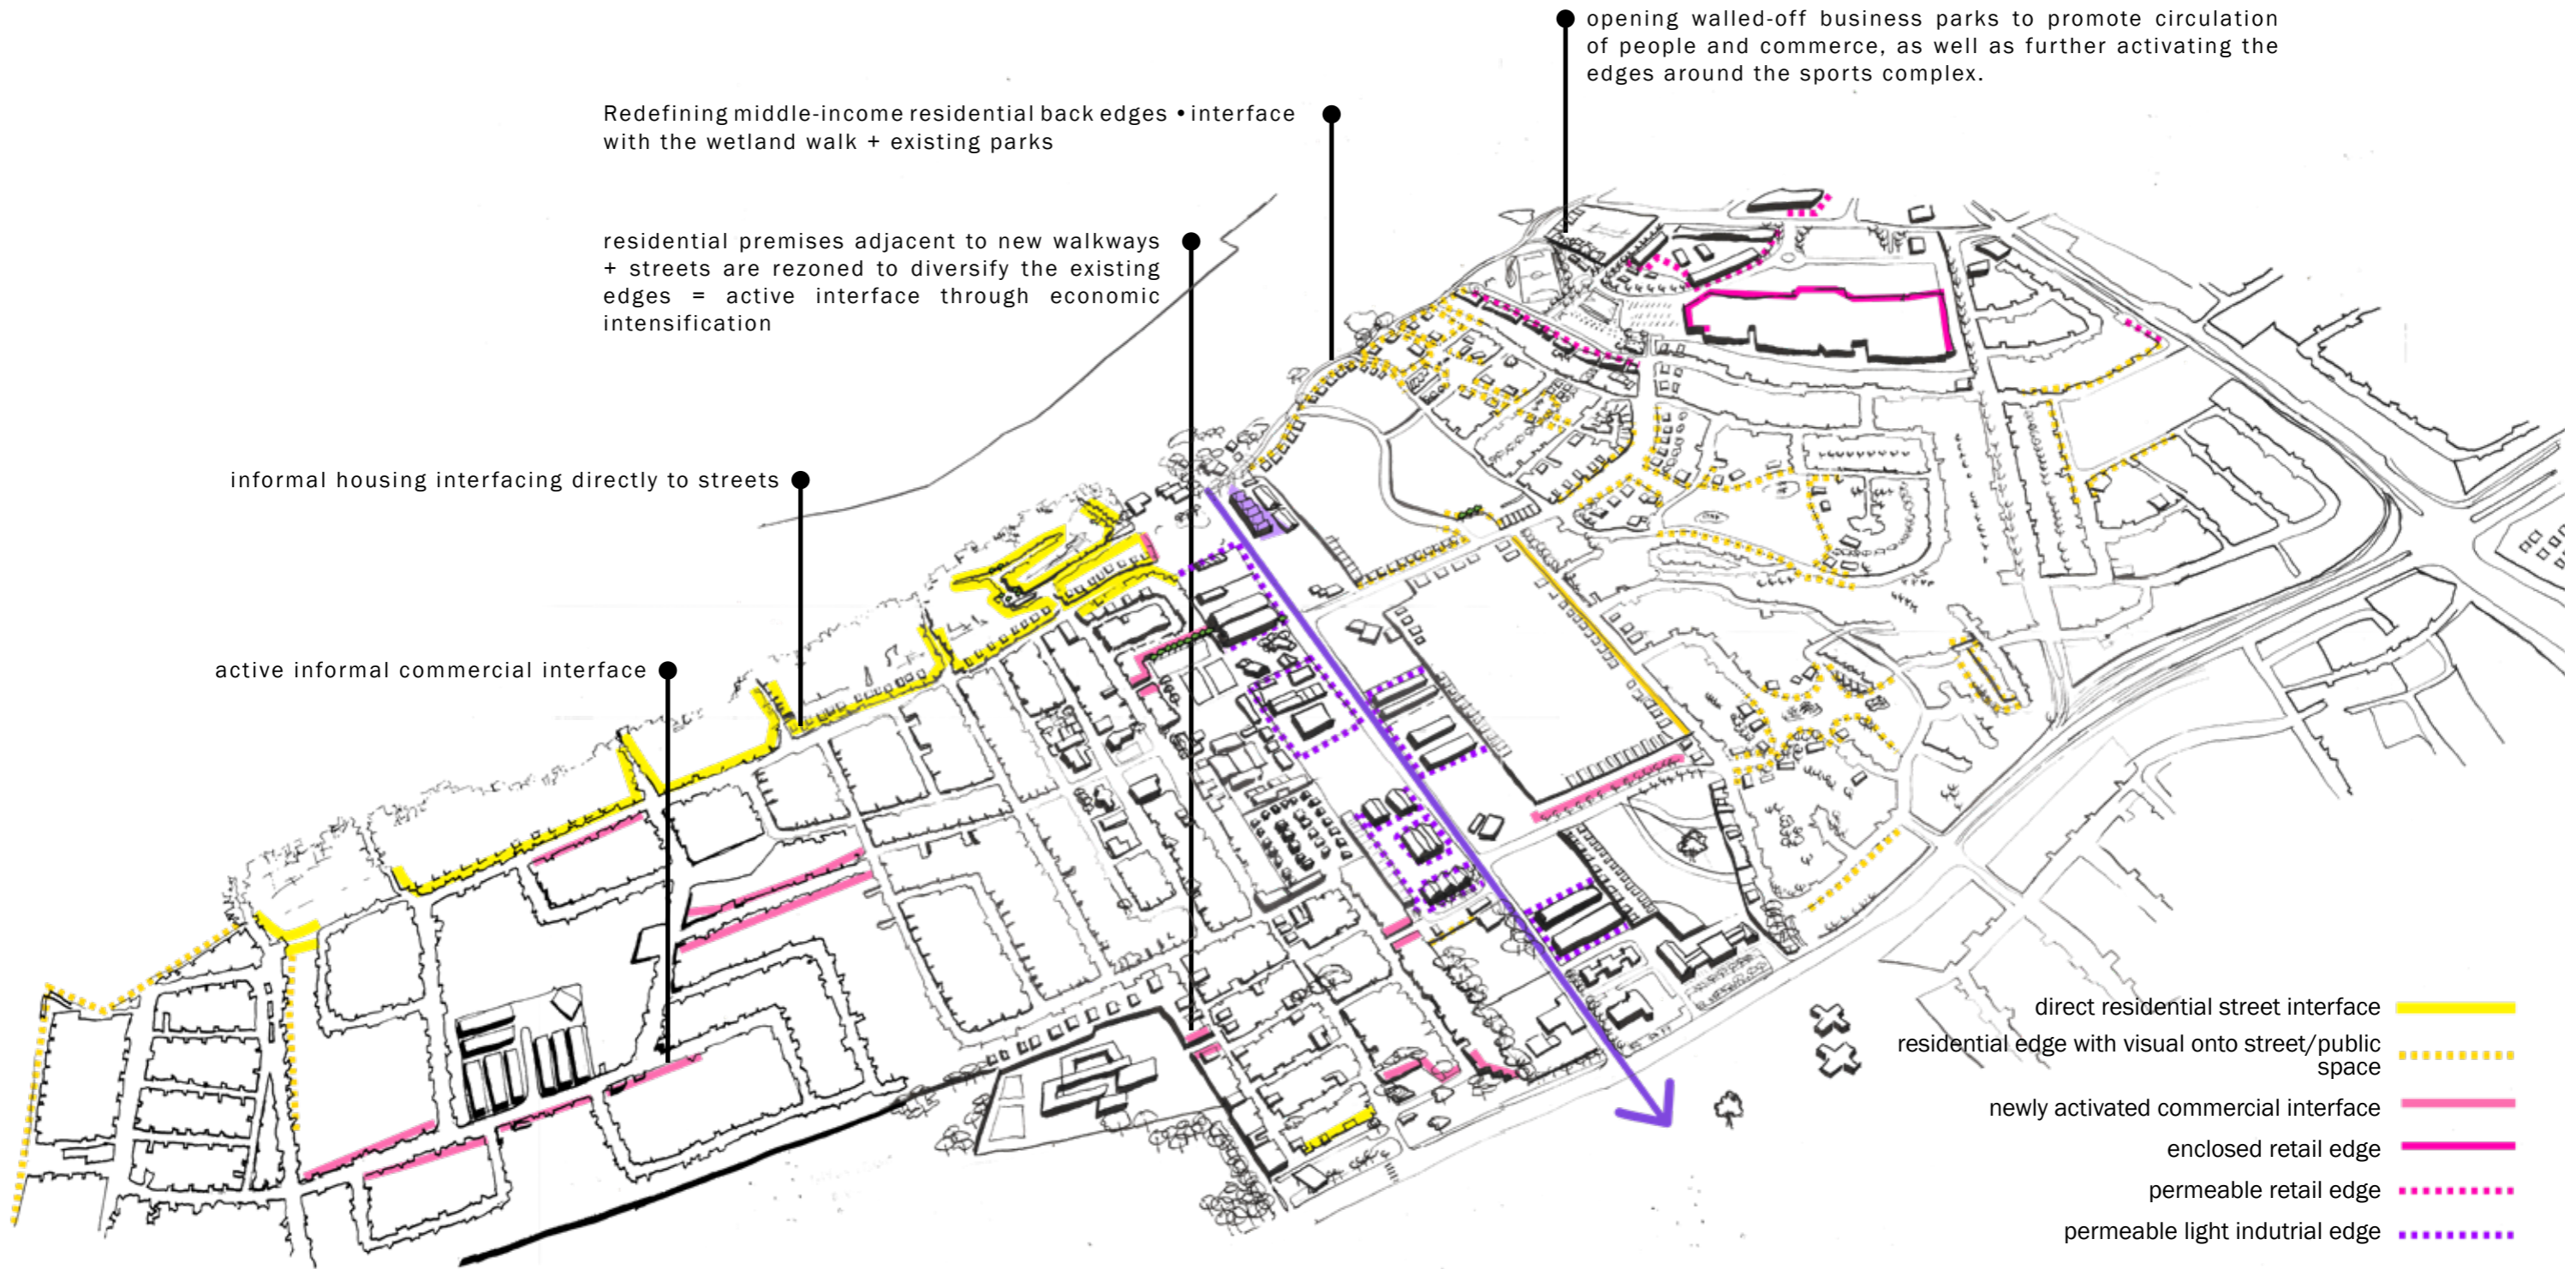 opening walled-off business parks to promote circulation
of people and commerce, as well as further activating the
edges around the sports complex.
Redefining middle-income residential back edges • interface
with the wetland walk + existing parks
residential premises adjacent to new walkways
+ streets are rezoned to diversify the existing
edges = active interface through economic
intensification
informal housing interfacing directly to streets
active informal commercial interface
direct residential street interface
residential edge with visual onto street/public
space
newly activated commercial interface
enclosed retail edge
permeable retail edge
permeable light indutrial edge